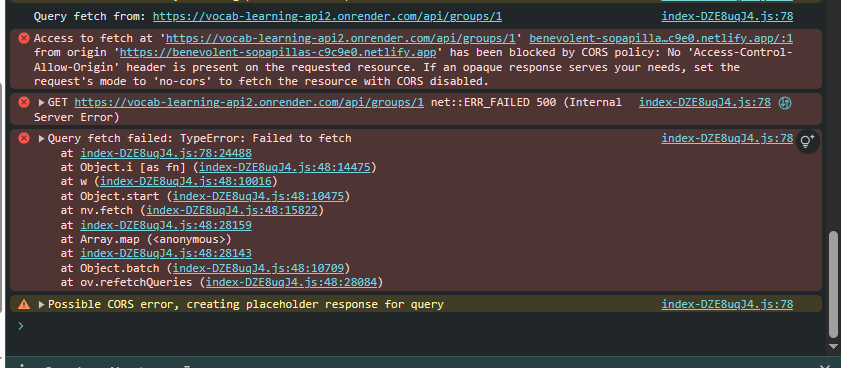 Query fetch from: https://vocab-learning-api2.onrender.com/api/groups/1 index-DZE8uqJ4.js:78
Access to fetch at 'https://vocab-learning-api2.onrender.com/api/groups/1' benevolent-sopapilla…c9e0.netlify.app/:1
from origin 'https://benevolent-sopapillas-c9c9e0.netlify.app' has been blocked by CORS policy: No 'Access-Control-
Allow-Origin' header is present on the requested resource. If an opaque response serves your needs, set the
request's mode to 'no-cors' to fetch the resource with CORS disabled.
GET https://vocab-learning-api2.onrender.com/api/groups/1 net::ERR_FAILED 500 (Internal index-DZE8uqJ4.js:78
Server Error)
Query fetch failed: TypeError: Failed to fetch index-DZE8uqJ4.js:78
at index-DZE8uqJ4.js:78:24488
at Object.i [as fn] (index-DZE8uqJ4.js:48:14475)
at w (index-DZE8uqJ4.js:48:10016)
at Object.start (index-DZE8uqJ4.js:48:10475)
at nv.fetch (index-DZE8uqJ4.js:48:15822)
at index-DZE8uqJ4.js:48:28159
at Array.map (<anonymous>)
at index-DZE8uqJ4.js:48:28143
at Object.batch (index-DZE8uqJ4.js:48:10709)
at ov.refetchQueries (index-DZE8uqJ4.js:48:28084)
Possible CORS error, creating placeholder response for query index-DZE8uqJ4.js:78